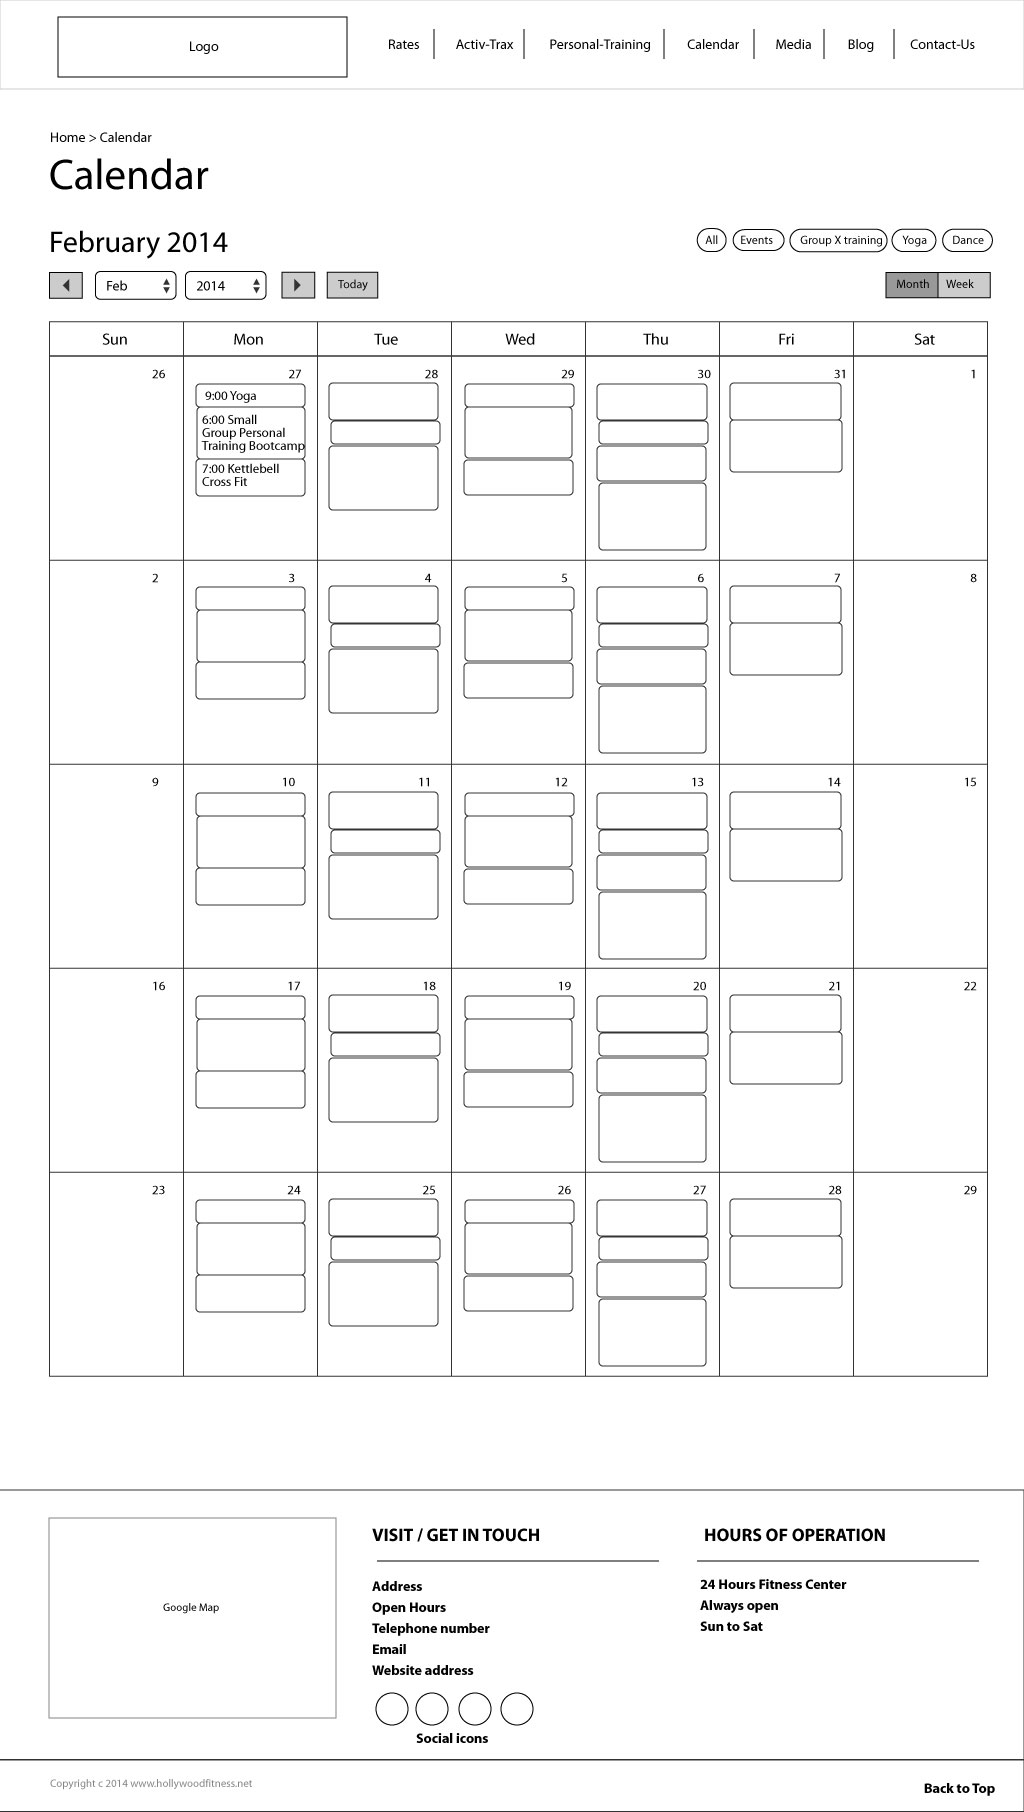 Logo
Rates
Activ-Trax
Personal-Training
Calendar
Media
Blog
Contact-Us
Home > Calendar
Calendar
February 2014
All
Events
Group X training
Yoga
Dance
Feb
2014
Today
Month
Week
Sun
Mon
Tue
Wed
Thu
Fri
Sat
26
27
28
29
30
31
1
9:00 Yoga
6:00 Small
Group Personal
Training Bootcamp
7:00 Kettlebell
Cross Fit
2
3
4
5
6
7
8
9
10
11
12
13
14
15
16
17
18
19
20
21
22
23
24
25
26
27
28
29
Google Map
VISIT / GET IN TOUCH
Address
Open Hours
Telephone number
Email
Website address
Social icons
HOURS OF OPERATION
24 Hours Fitness Center
Always open
Sun to Sat
Copyright c 2014 www.hollywoodfitness.net
Back to Top